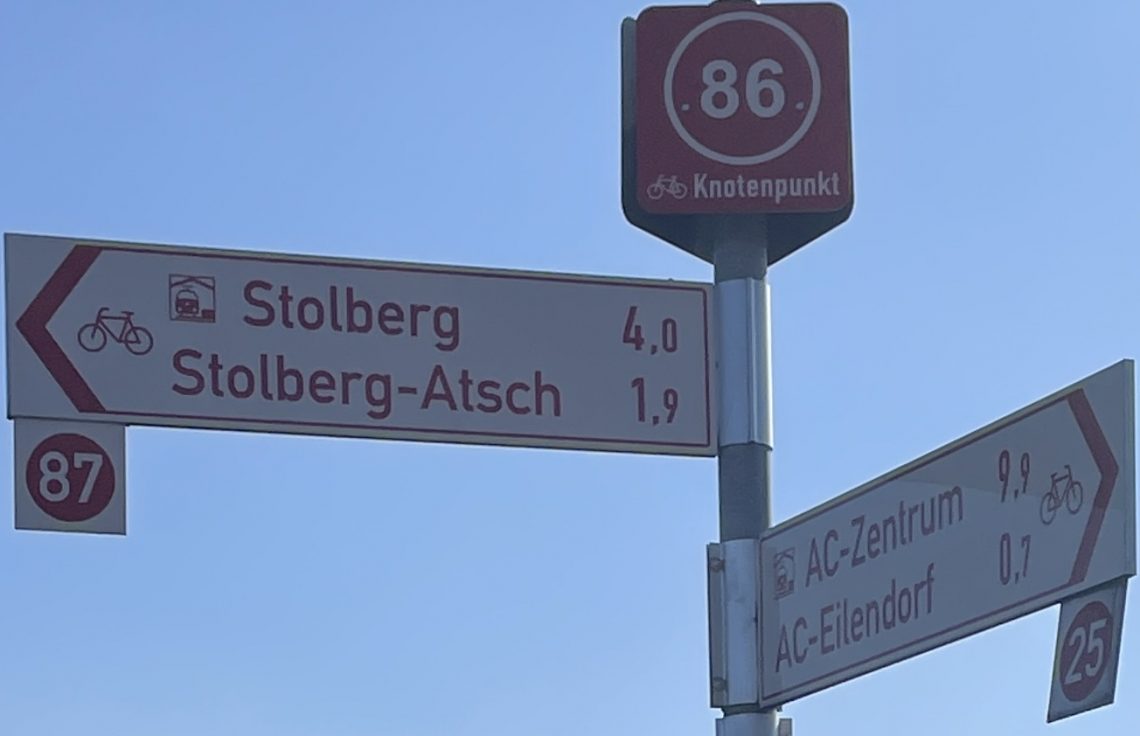 86
Knotenpunkt
Stolberg 4,0
Stolberg-Atsch 1,9
87
AC-Zentrum 9,9
AC-Eilendorf 0,7
25